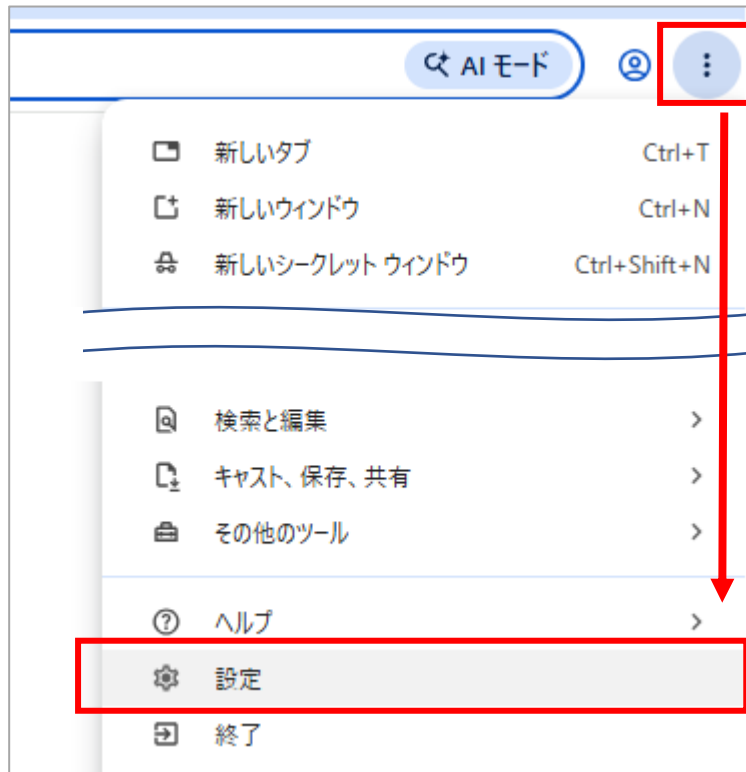 AI モード
新しいタブ Ctrl+T
新しいウィンドウ Ctrl+N
新しいシークレット ウィンドウ Ctrl+Shift+N
検索と編集
キャスト、保存、共有
その他のツール
ヘルプ
設定
終了